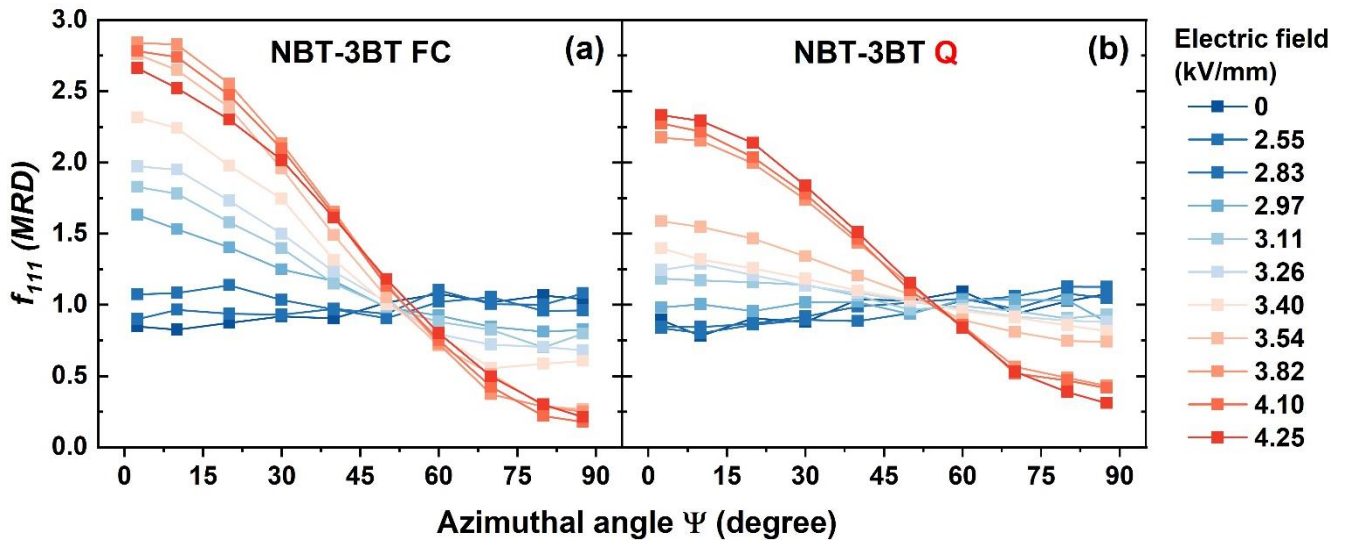 NBT-3BT FC
(a)
NBT-3BT Q
(b)
f111 (MRD)
3.0
2.5
2.0
1.5
1.0
0.5
0.0
0 15 30 45 60 75 90
0 15 30 45 60 75 90
Azimuthal angle Ψ (degree)
Electric field
(kV/mm)
0
2.55
2.83
2.97
3.11
3.26
3.40
3.54
3.82
4.10
4.25